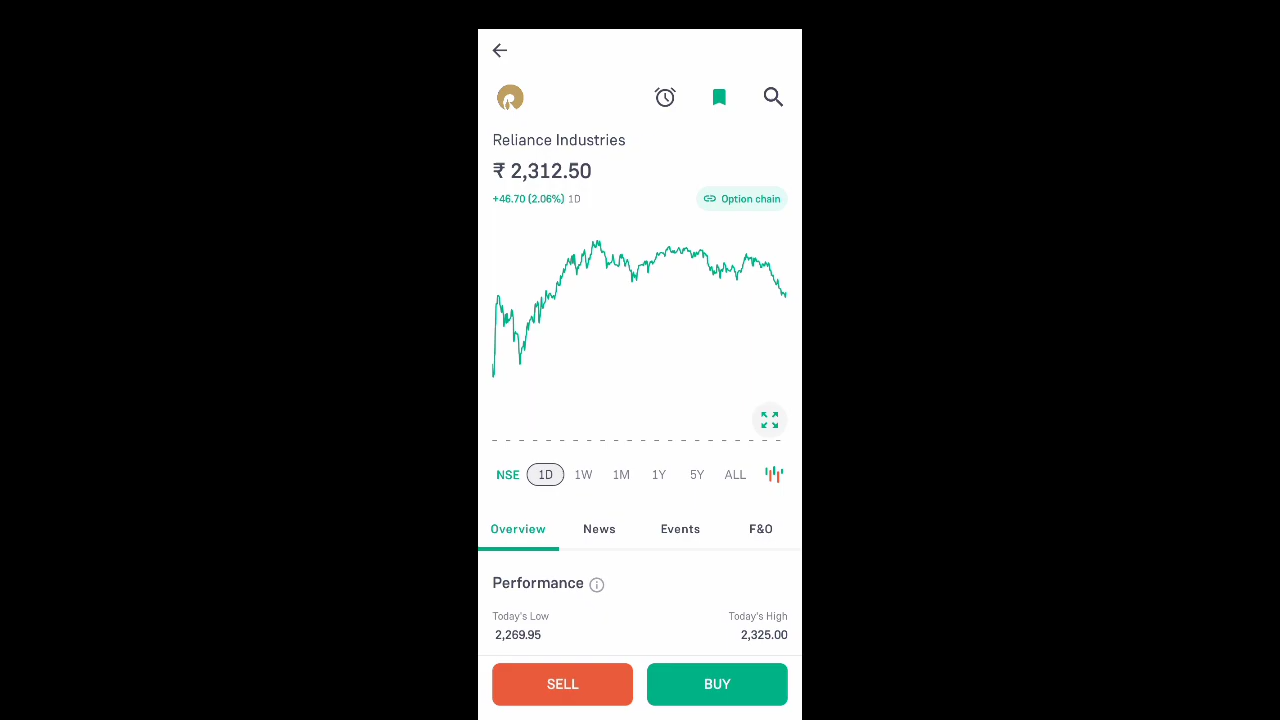 Reliance Industries
₹ 2,312.50
+46.70 (2.06%) 1D
Option chain
NSE 1D 1W 1M 1Y 5Y ALL
Overview News Events F&O
Performance
Today's Low Today's High
2,269.95 2,325.00
SELL BUY